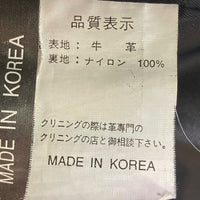 品質表示
表地：牛　革
裏地：ナイロン　100%
クリニングの際は革専門の
クリニングの店と御相談下さい。
MADE IN KOREA
MADE IN KOREA